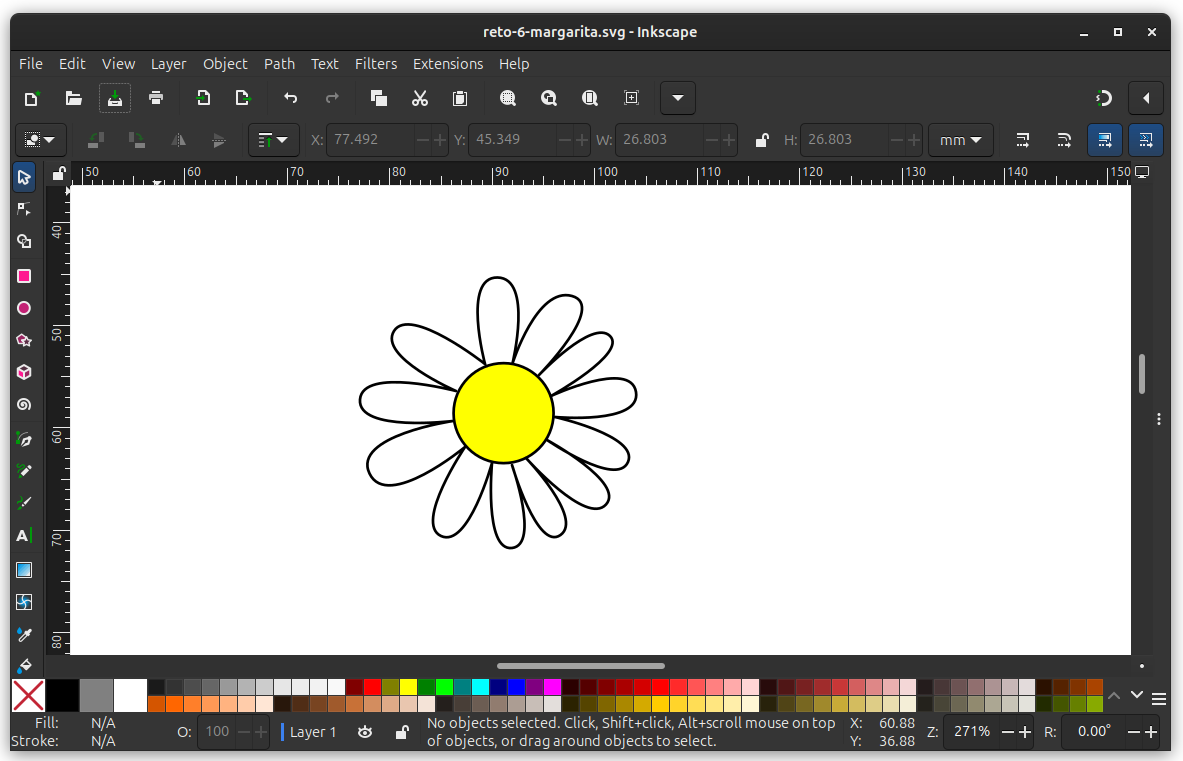 reto-6-margarita.svg - Inkscape
File Edit View Layer Object Path Text Filters Extensions Help
X: 77.492 Y: 45.349 W: 26.803 H: 26.803 mm
50 60 70 80 90 100 110 120 130 140 150
40
50
60
70
80
A
Fill: N/A O: 100 Layer 1 No objects selected. Click, Shift+click, Alt+scroll mouse on top X: 60.88 Z: 271% R: 0.00°
Stroke: N/A of objects, or drag around objects to select. Y: 36.88